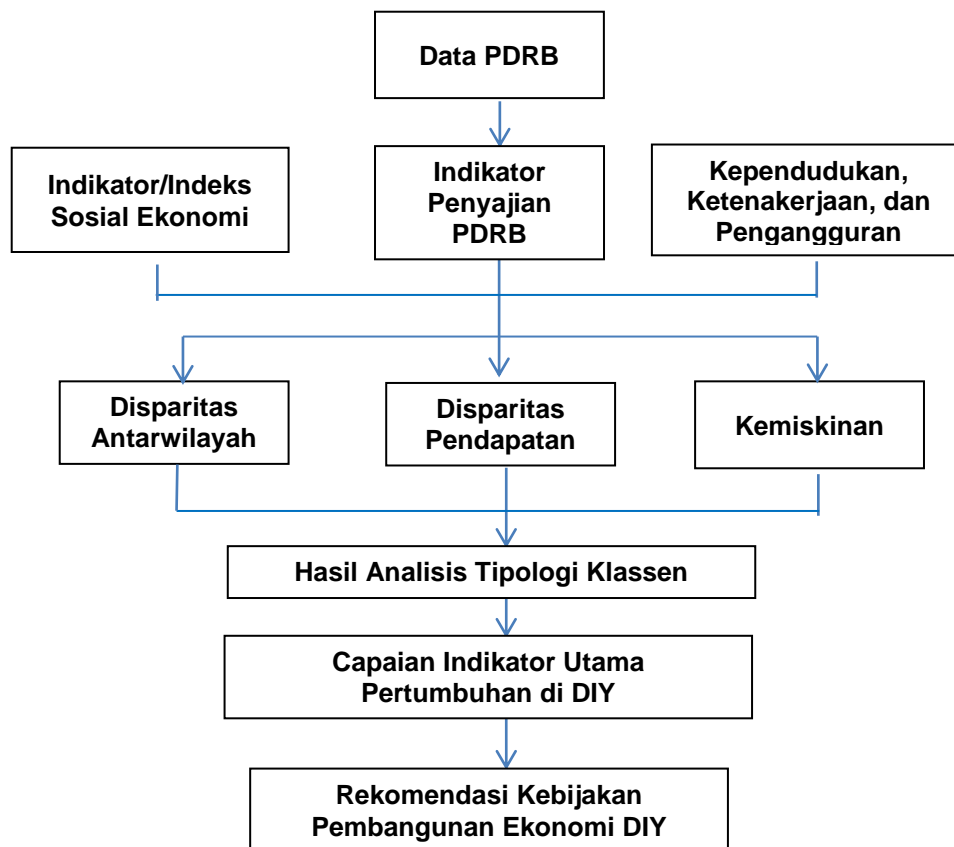 Data PDRB
Indikator/Indeks
Sosial Ekonomi
Indikator
Penyajian
PDRB
Kependudukan,
Ketenakerjaan, dan
Pengangguran
Disparitas
Antarwilayah
Disparitas
Pendapatan
Kemiskinan
Hasil Analisis Tipologi Klassen
Capaian Indikator Utama
Pertumbuhan di DIY
Rekomendasi Kebijakan
Pembangunan Ekonomi DIY